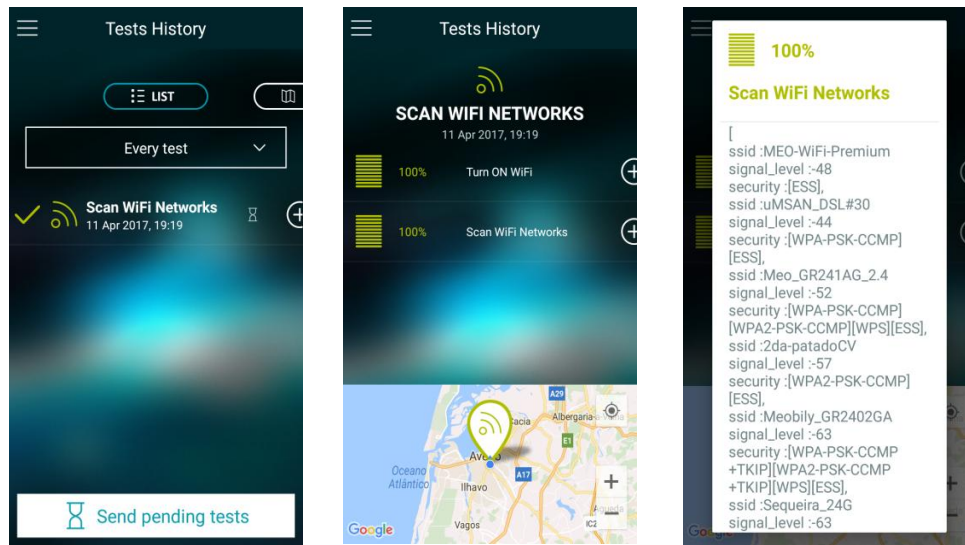 Tests History
LIST
Every test
Scan WiFi Networks
11 Apr 2017, 19:19
Send pending tests
Tests History
SCAN WIFI NETWORKS
11 Apr 2017, 19:19
100% Turn ON WiFi
100% Scan WiFi Networks
A29
Cacia
Albergaria-
E1
Oceano
Atlântico
A17
Ilhavo
Vagos
IC2
Google
100%
Scan WiFi Networks
[
ssid :MEO-WiFi-Premium
signal_level :-48
security :[ESS],
ssid :uMSAN_DSL#30
signal_level :-44
security :[WPA-PSK-CCMP]
[ESS],
ssid :Meo_GR241AG_2.4
signal_level :-52
security :[WPA-PSK-CCMP]
[WPA2-PSK-CCMP][WPS][ESS],
ssid :2da-patadoCV
signal_level :-57
security :[WPA2-PSK-CCMP]
[ESS],
ssid :Meobily_GR2402GA
signal_level :-63
security :[WPA-PSK-CCMP
+TKIP][WPA2-PSK-CCMP
+TKIP][WPS][ESS],
ssid :Sequeira_24G
signal_level :-63